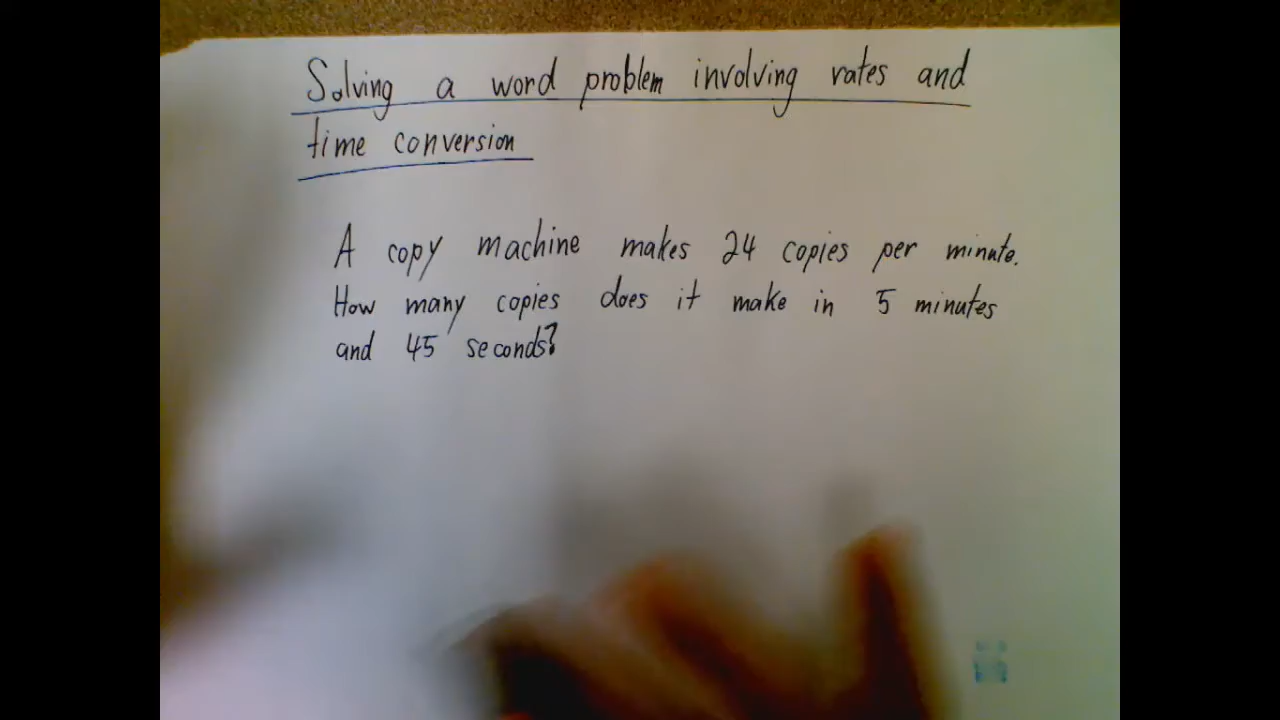 Solving a word problem involving rates and
time conversion
A copy machine makes 24 copies per minute.
How many copies does it make in 5 minutes
and 45 seconds?